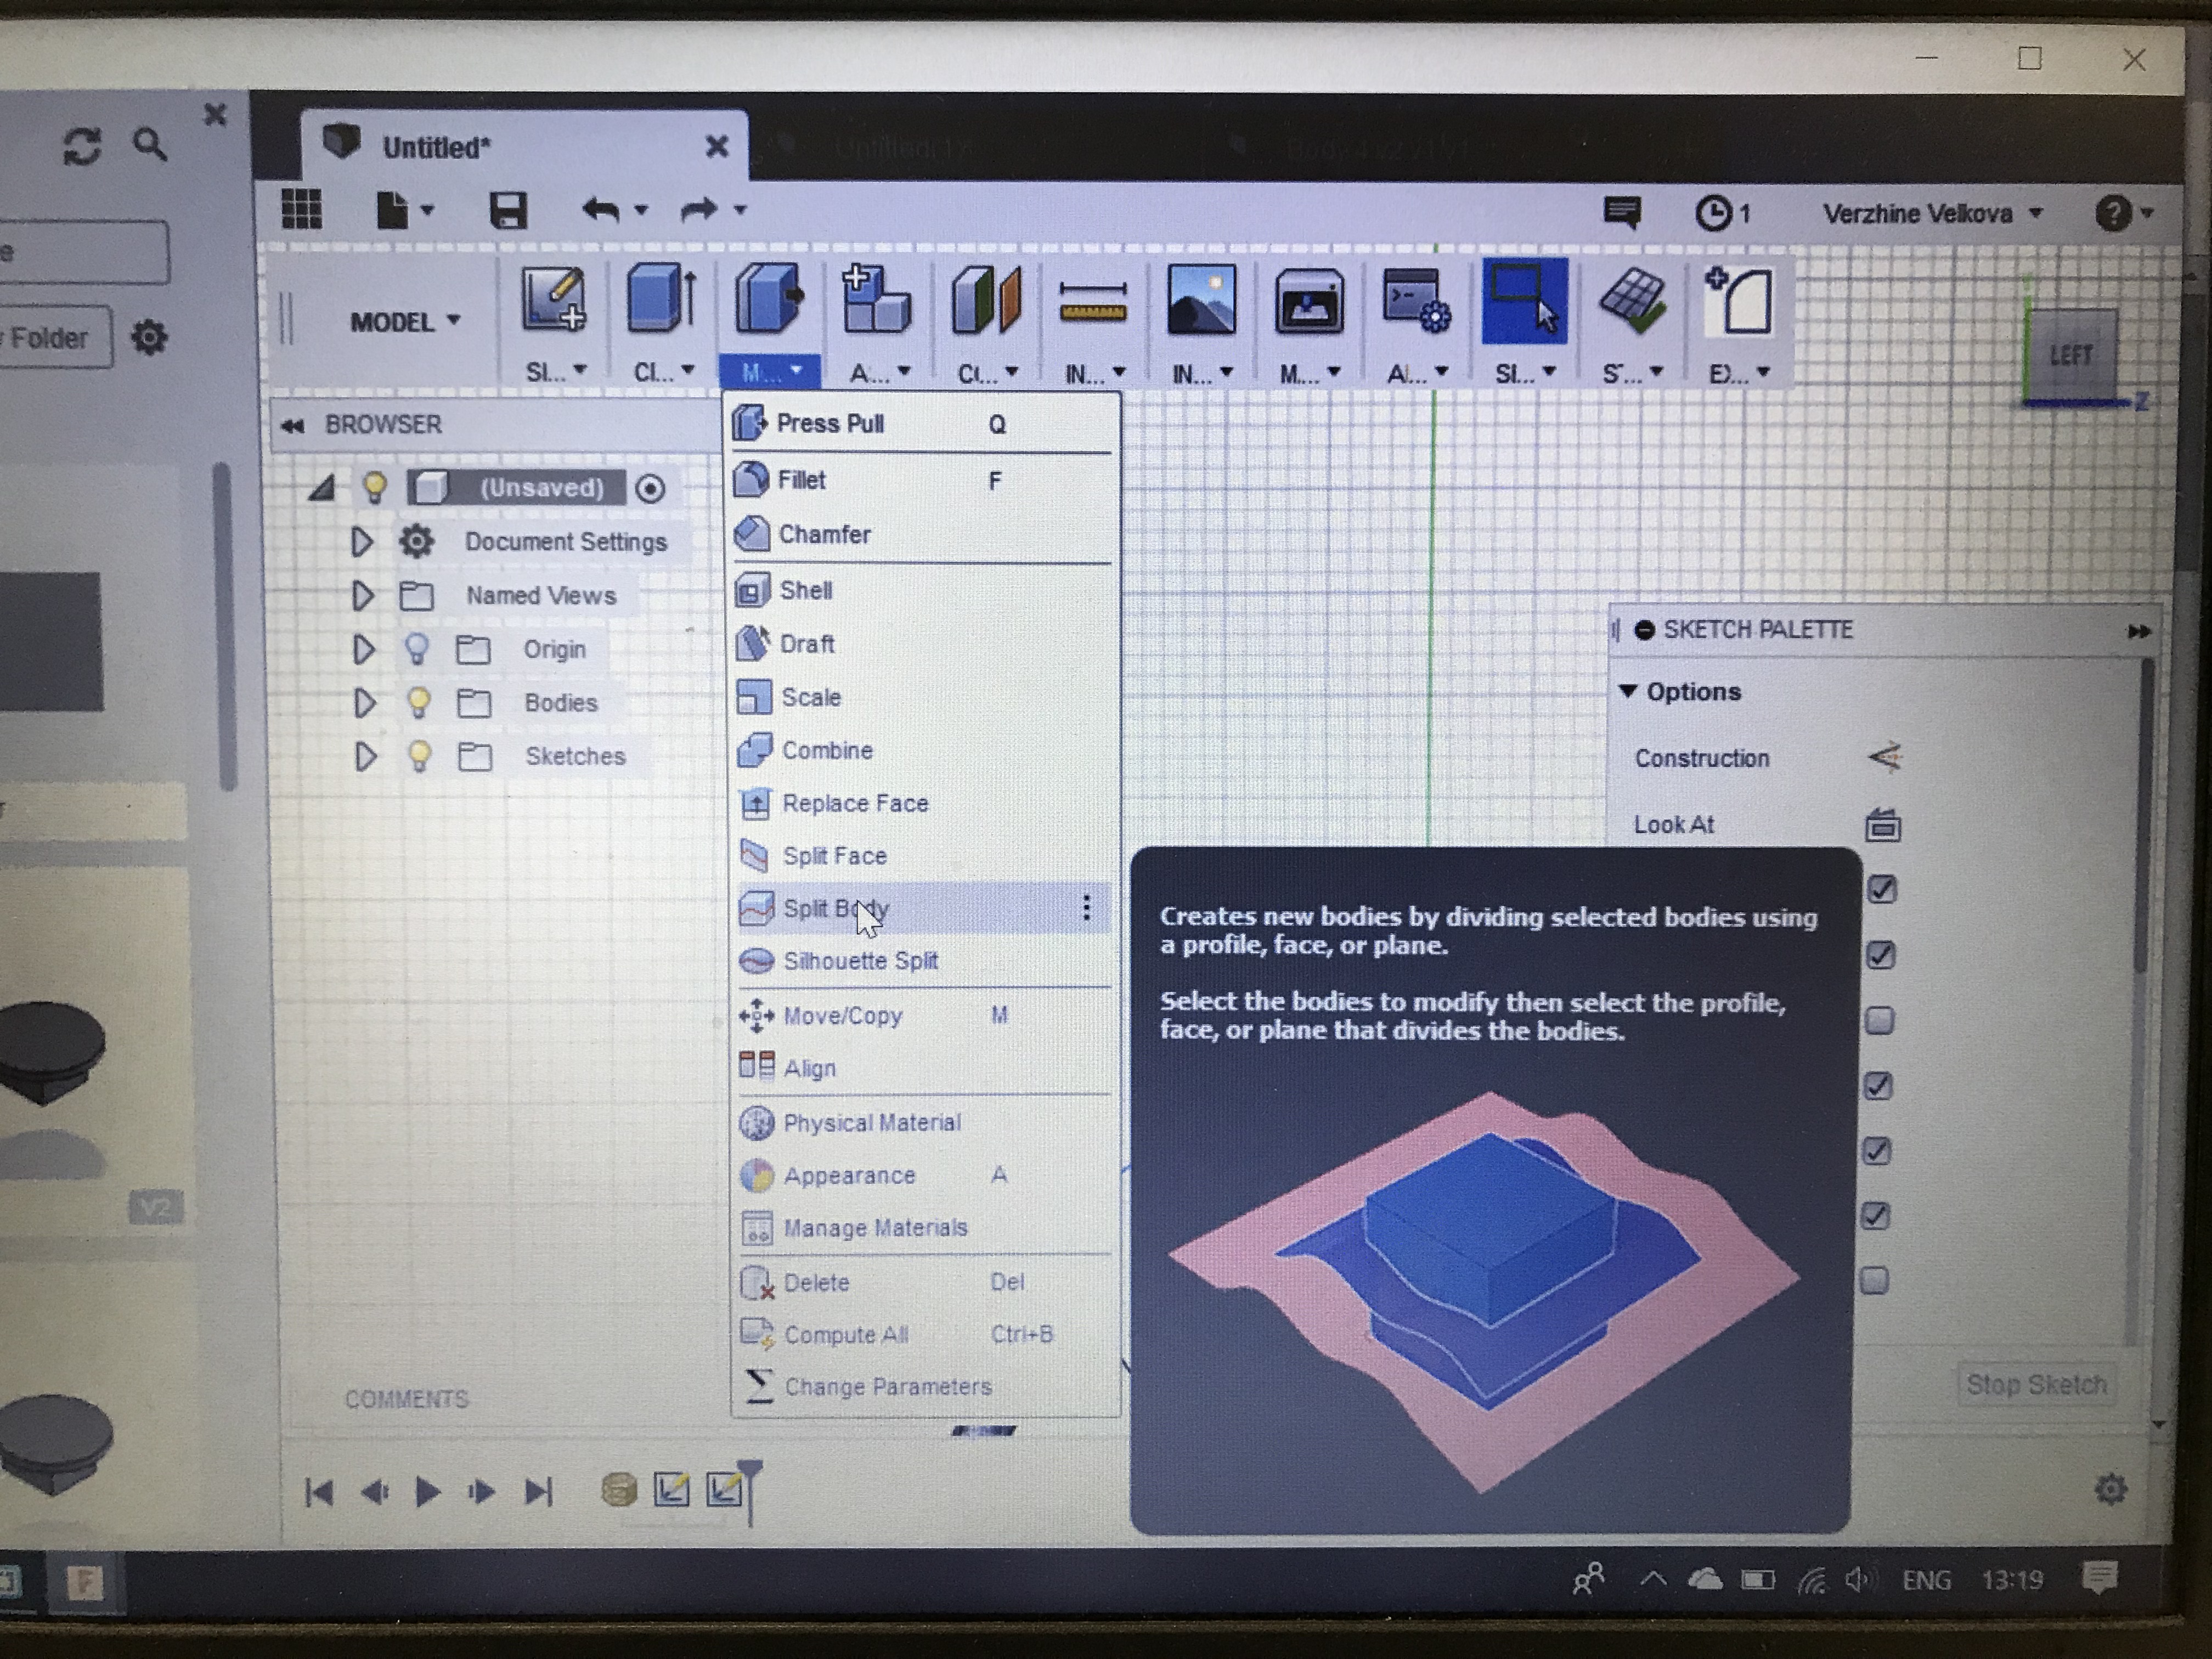 Untitled*
1
Verzhine Velkova
?
e
Folder
MODEL
SI...
CI...
M...
A...
C(...
IN...
IN...
M....
A(...
SI...
S'...
E)...
LEFT
Z
BROWSER
(Unsaved)
Document Settings
Named Views
Origin
Bodies
Sketches
Press Pull Q
Fillet F
Chamfer
Shell
Draft
Scale
Combine
Replace Face
Split Face
Split Body
Silhouette Split
Move/Copy M
Align
Physical Material
Appearance A
Manage Materials
Delete Del
Compute All Ctrl+B
Change Parameters
SKETCH PALETTE
Options
Construction
Look At
Creates new bodies by dividing selected bodies using
a profile, face, or plane.
Select the bodies to modify then select the profile,
face, or plane that divides the bodies.
Stop Sketch
V2
COMMENTS
F
ENG
13:19